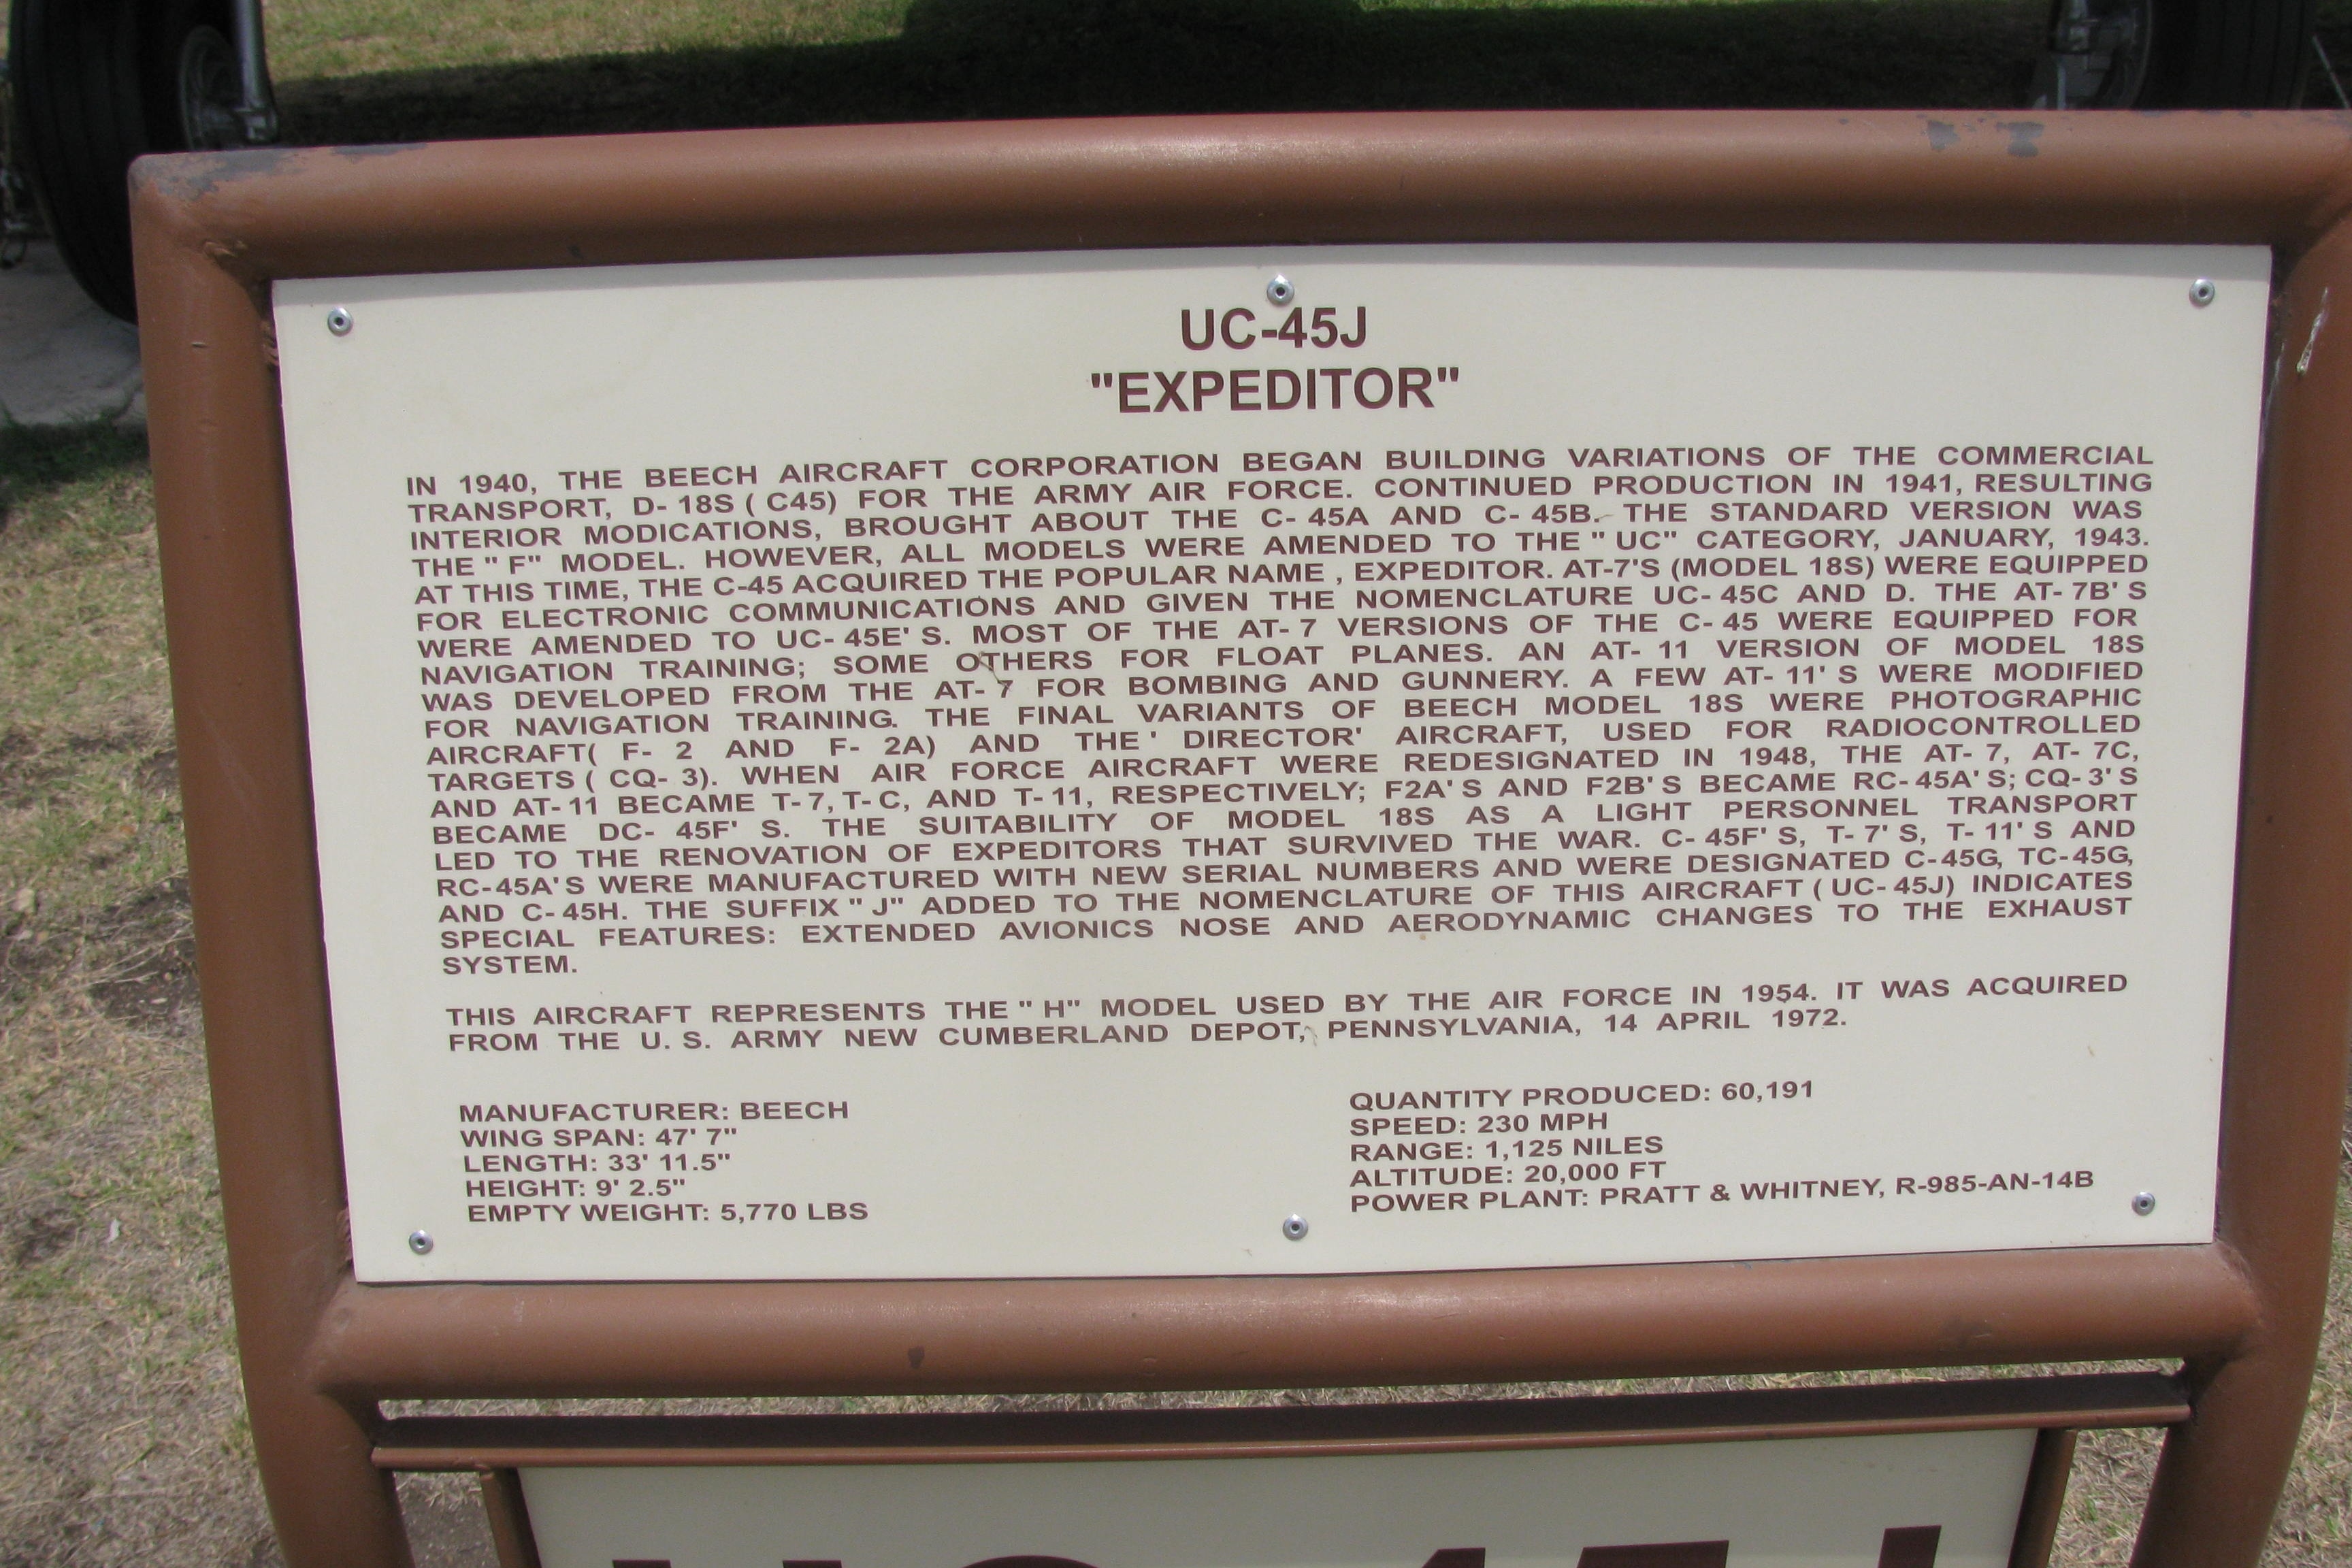 UC-45J
"EXPEDITOR"
IN 1940, THE BEECH AIRCRAFT CORPORATION BEGAN BUILDING VARIATIONS OF THE COMMERCIAL
TRANSPORT, D- 18S ( C45) FOR THE ARMY AIR FORCE. CONTINUED PRODUCTION IN 1941, RESULTING
INTERIOR MODICATIONS, BROUGHT ABOUT THE C- 45A AND C- 45B. THE STANDARD VERSION WAS
THE " F" MODEL. HOWEVER, ALL MODELS WERE AMENDED TO THE " UC" CATEGORY, JANUARY, 1943.
AT THIS TIME, THE C-45 ACQUIRED THE POPULAR NAME , EXPEDITOR. AT-7'S (MODEL 18S) WERE EQUIPPED
FOR ELECTRONIC COMMUNICATIONS AND GIVEN THE NOMENCLATURE UC- 45C AND D. THE AT- 7B' S
WERE AMENDED TO UC- 45E' S. MOST OF THE AT- 7 VERSIONS OF THE C- 45 WERE EQUIPPED FOR
NAVIGATION TRAINING; SOME OTHERS FOR FLOAT PLANES. AN AT- 11 VERSION OF MODEL 18S
WAS DEVELOPED FROM THE AT- 7 FOR BOMBING AND GUNNERY. A FEW AT- 11' S WERE MODIFIED
FOR NAVIGATION TRAINING. THE FINAL VARIANTS OF BEECH MODEL 18S WERE PHOTOGRAPHIC
AIRCRAFT( F- 2 AND F- 2A) AND THE ' DIRECTOR' AIRCRAFT, USED FOR RADIOCONTROLLED
TARGETS ( CQ- 3). WHEN AIR FORCE AIRCRAFT WERE REDESIGNATED IN 1948, THE AT- 7, AT- 7C,
AND AT- 11 BECAME T- 7, T- C, AND T- 11, RESPECTIVELY; F2A' S AND F2B' S BECAME RC- 45A' S; CQ- 3' S
BECAME DC- 45F' S. THE SUITABILITY OF MODEL 18S AS A LIGHT PERSONNEL TRANSPORT
LED TO THE RENOVATION OF EXPEDITORS THAT SURVIVED THE WAR. C- 45F' S, T- 7' S, T- 11' S AND
RC- 45A' S WERE MANUFACTURED WITH NEW SERIAL NUMBERS AND WERE DESIGNATED C-45G, TC-45G,
AND C- 45H. THE SUFFIX " J" ADDED TO THE NOMENCLATURE OF THIS AIRCRAFT ( UC- 45J) INDICATES
SPECIAL FEATURES: EXTENDED AVIONICS NOSE AND AERODYNAMIC CHANGES TO THE EXHAUST
SYSTEM.
THIS AIRCRAFT REPRESENTS THE " H" MODEL USED BY THE AIR FORCE IN 1954. IT WAS ACQUIRED
FROM THE U. S. ARMY NEW CUMBERLAND DEPOT, PENNSYLVANIA, 14 APRIL 1972.
MANUFACTURER: BEECH
WING SPAN: 47' 7"
LENGTH: 33' 11.5"
HEIGHT: 9' 2.5"
EMPTY WEIGHT: 5,770 LBS
QUANTITY PRODUCED: 60,191
SPEED: 230 MPH
RANGE: 1,125 NILES
ALTITUDE: 20,000 FT
POWER PLANT: PRATT & WHITNEY, R-985-AN-14B